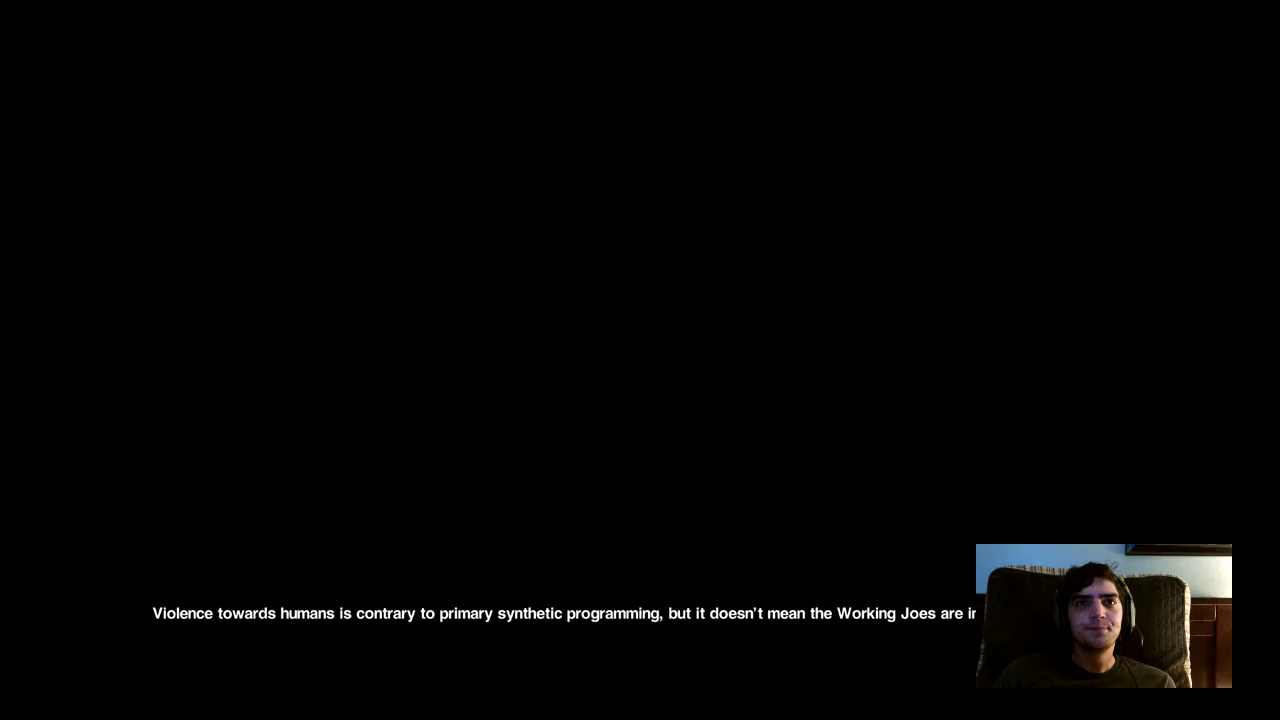 Violence towards humans is contrary to primary synthetic programming, but it doesn’t mean the Working Joes are